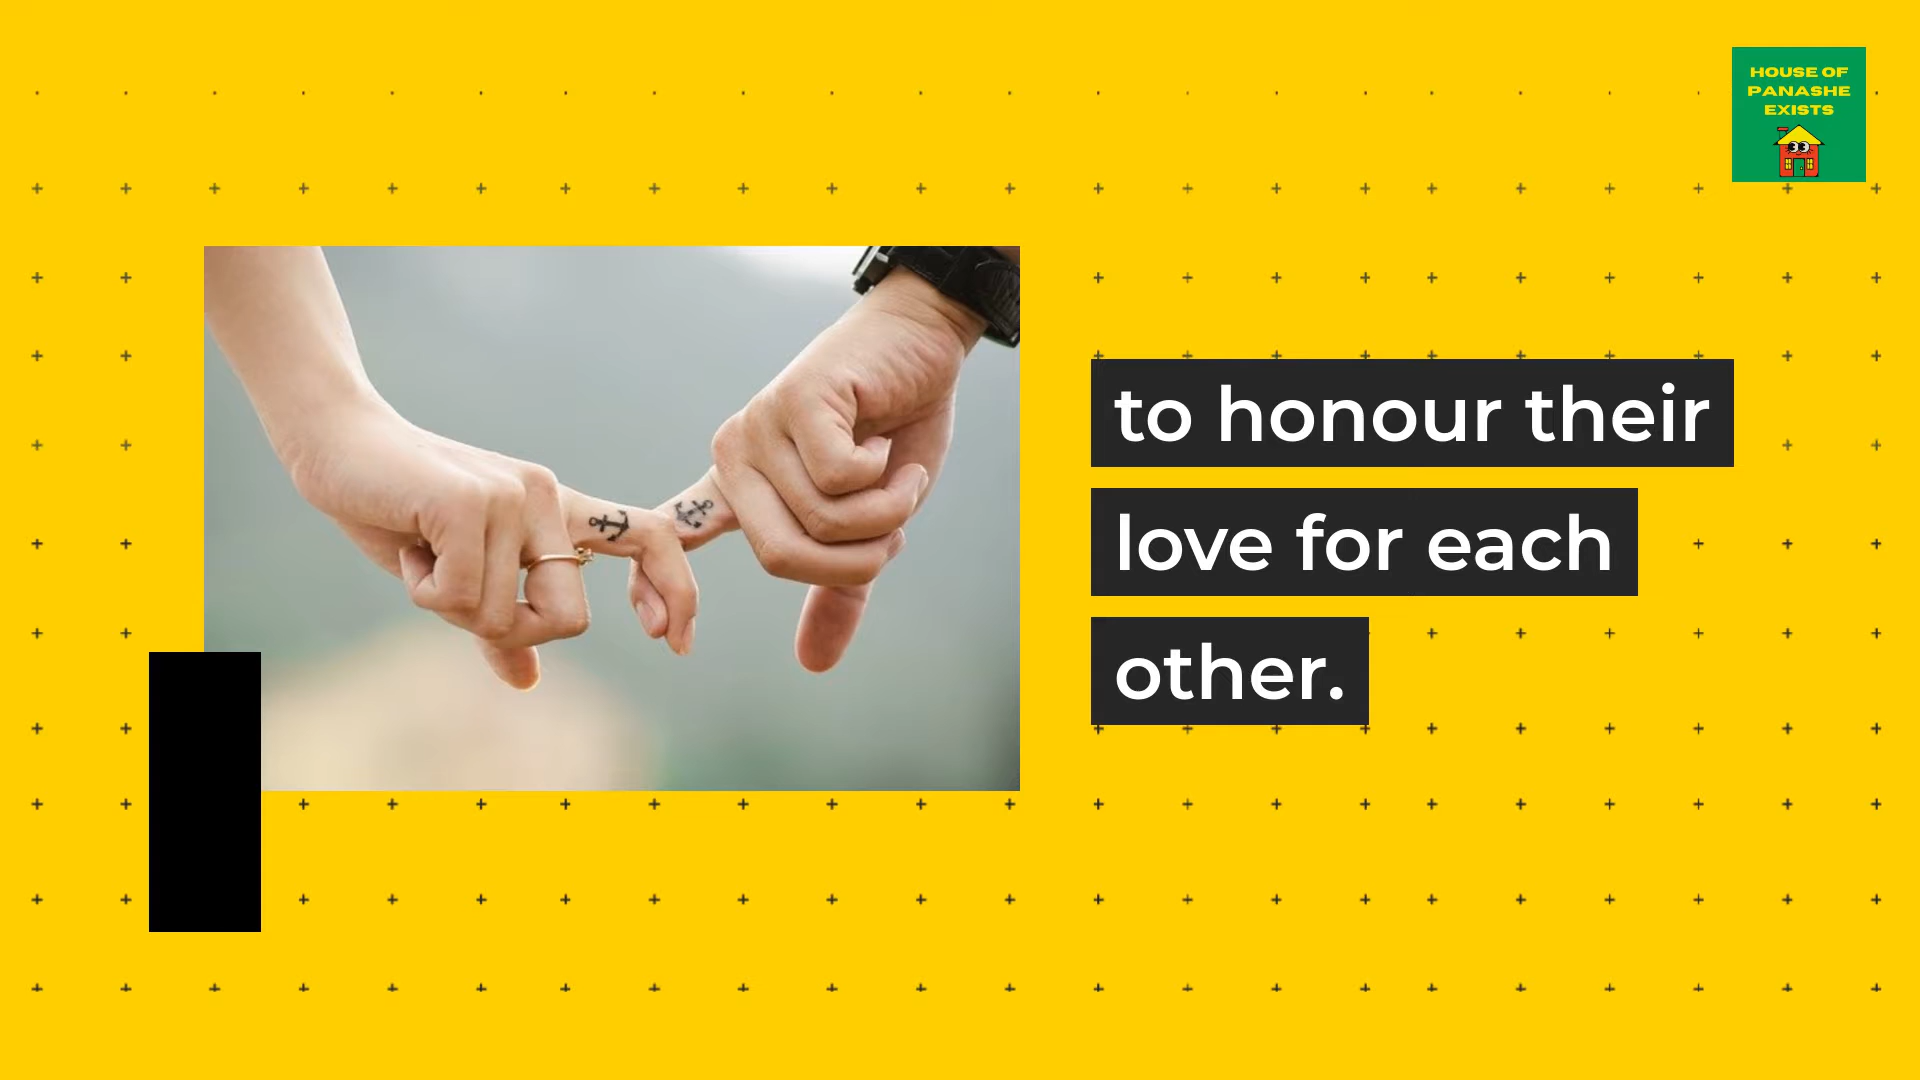 HOUSE OF
PANASHE
EXISTS
to honour their
love for each
other.